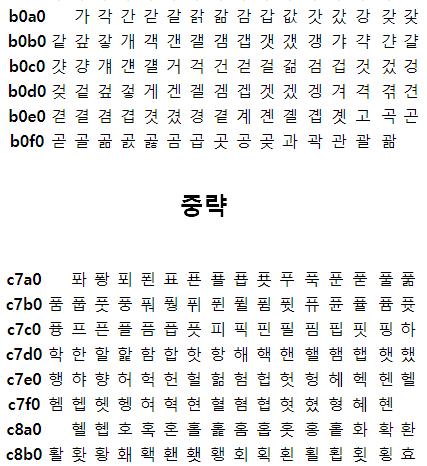 b0a0 가 각 간 갇 갈 갉 갊 감 갑 값 갓 갔 강 갖 갗
b0b0 같 갚 갛 개 객 갠 갤 갬 갭 갯 갰 갱 갸 갹 갼 걀
b0c0 걋 걍 걔 걘 걜 거 걱 건 걷 걸 걺 검 겁 것 겄 겅
b0d0 겆 겉 겊 겋 게 겐 겔 겜 겝 겟 겠 겡 겨 격 겪 견
b0e0 겯 결 겸 겹 겻 겼 경 곁 계 곈 곌 곕 곗 고 곡 곤
b0f0 곧 골 곪 곬 곯 곰 곱 곳 공 곶 과 곽 관 괄 괆
중략
c7a0 퐈 퐝 푀 푄 표 푠 푤 푭 푯 푸 푹 푼 푿 풀 풂
c7b0 품 풉 풋 풍 풔 풩 퓌 퓐 퓔 퓜 퓟 퓨 퓬 퓰 퓸 퓻
c7c0 퓽 프 픈 플 픔 픕 픗 피 픽 핀 필 핌 핍 핏 핑 하
c7d0 학 한 할 핥 함 합 핫 항 해 핵 핸 핼 햄 햅 햇 했
c7e0 행 햐 향 허 헉 헌 헐 헒 험 헙 헛 헝 헤 헥 헨 헬
c7f0 헴 헵 헷 헹 혀 혁 현 혈 혐 협 혓 혔 형 혜 혠
c8a0 혤 혭 호 혹 혼 홀 홅 홈 홉 홋 홍 홑 화 확 환
c8b0 활 홧 황 홰 홱 홴 횃 횅 회 획 횐 횔 횝 횟 횡 효